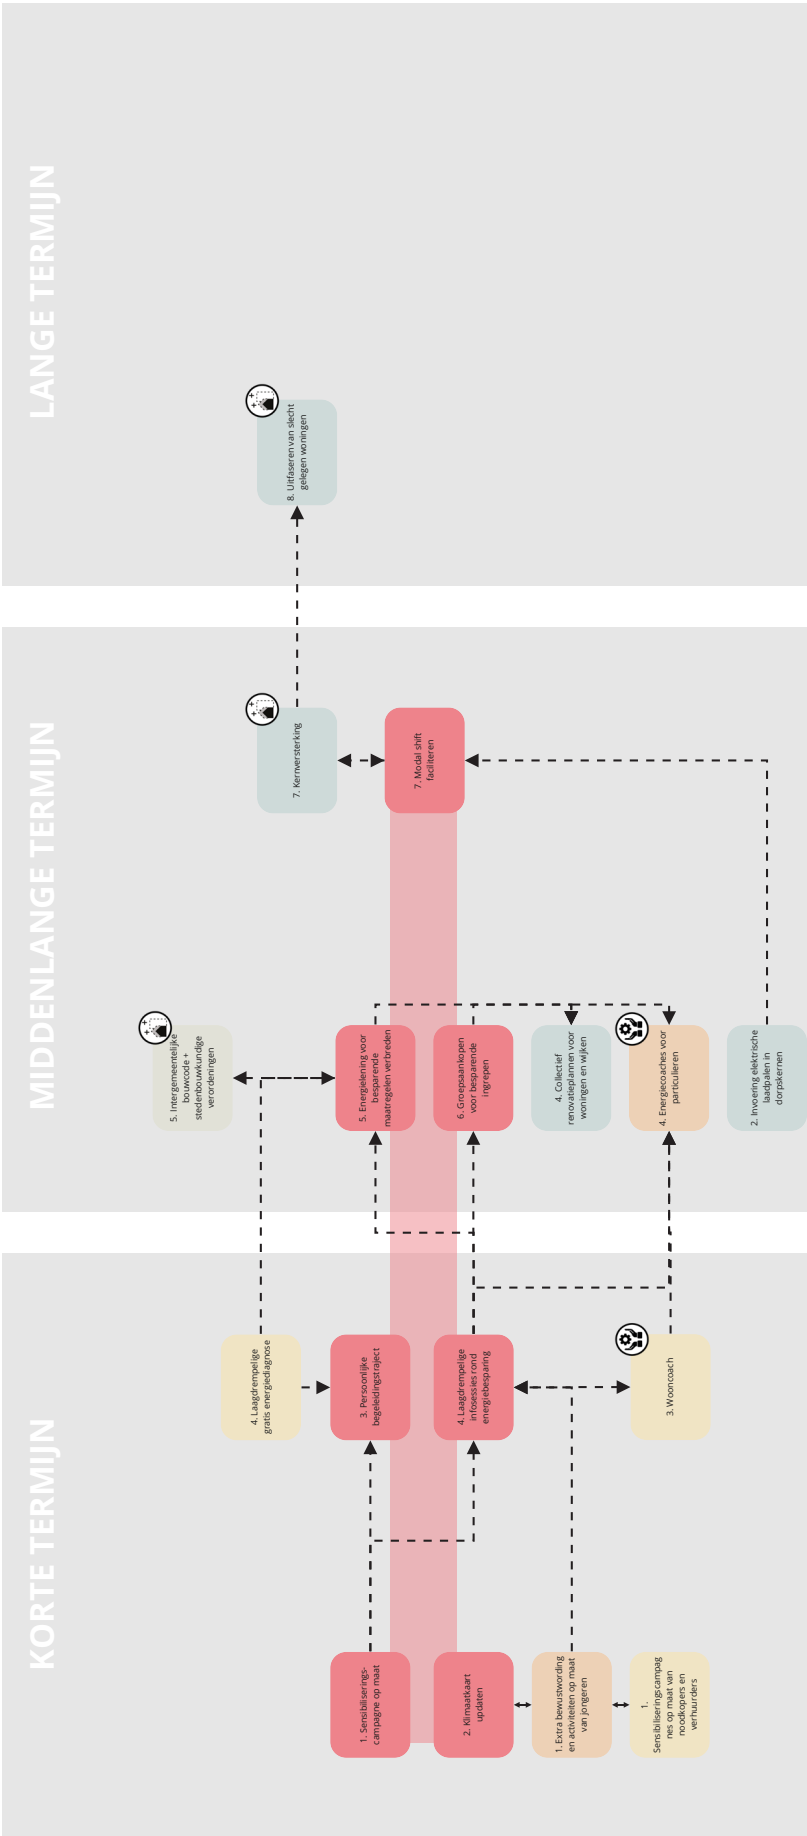 KORTE TERMIJN
1. Sensibiliserings-
campagne op maat
2. Klimaatkaart
updaten
1. Extra bewustwording
en activiteiten op maat
van jongeren
1.
Sensibiliseringscampag
nes op maat van
noodkopers en
verhuurders
4. Laagdrempelige
gratis energiediagnose
3. Persoonlijke
begeleidingstraject
4. Laagdrempelige
infosessies rond
energiebesparing
3. Wooncoach
MIDDENLANGE TERMIJN
5. Intergemeentelijke
bouwcode +
stedenbouwkundige
verordeningen
5. Energielening voor
besparende
maatregelen verbreden
6. Groepsaankopen
voor besparende
ingrepen
4. Collectief
renovatieplannen voor
woningen en wijken
4. Energiecoaches voor
particulieren
2. Invoering elektrische
laadpalen in
dorpskernen
7. Kernversterking
7. Modal shift
faciliteren
LANGE TERMIJN
8. Uitfaseren van slecht
gelegen woningen